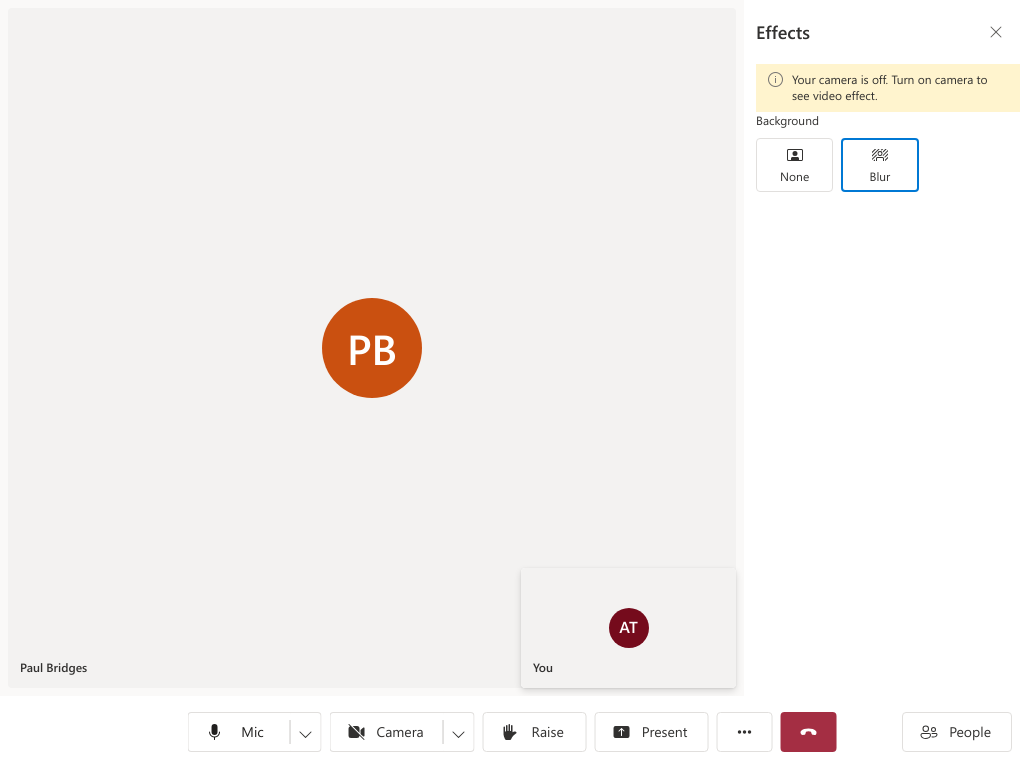 Effects
Your camera is off. Turn on camera to
see video effect.
Background
None
Blur
PB
AT
Paul Bridges
You
Mic
Camera
Raise
Present
People